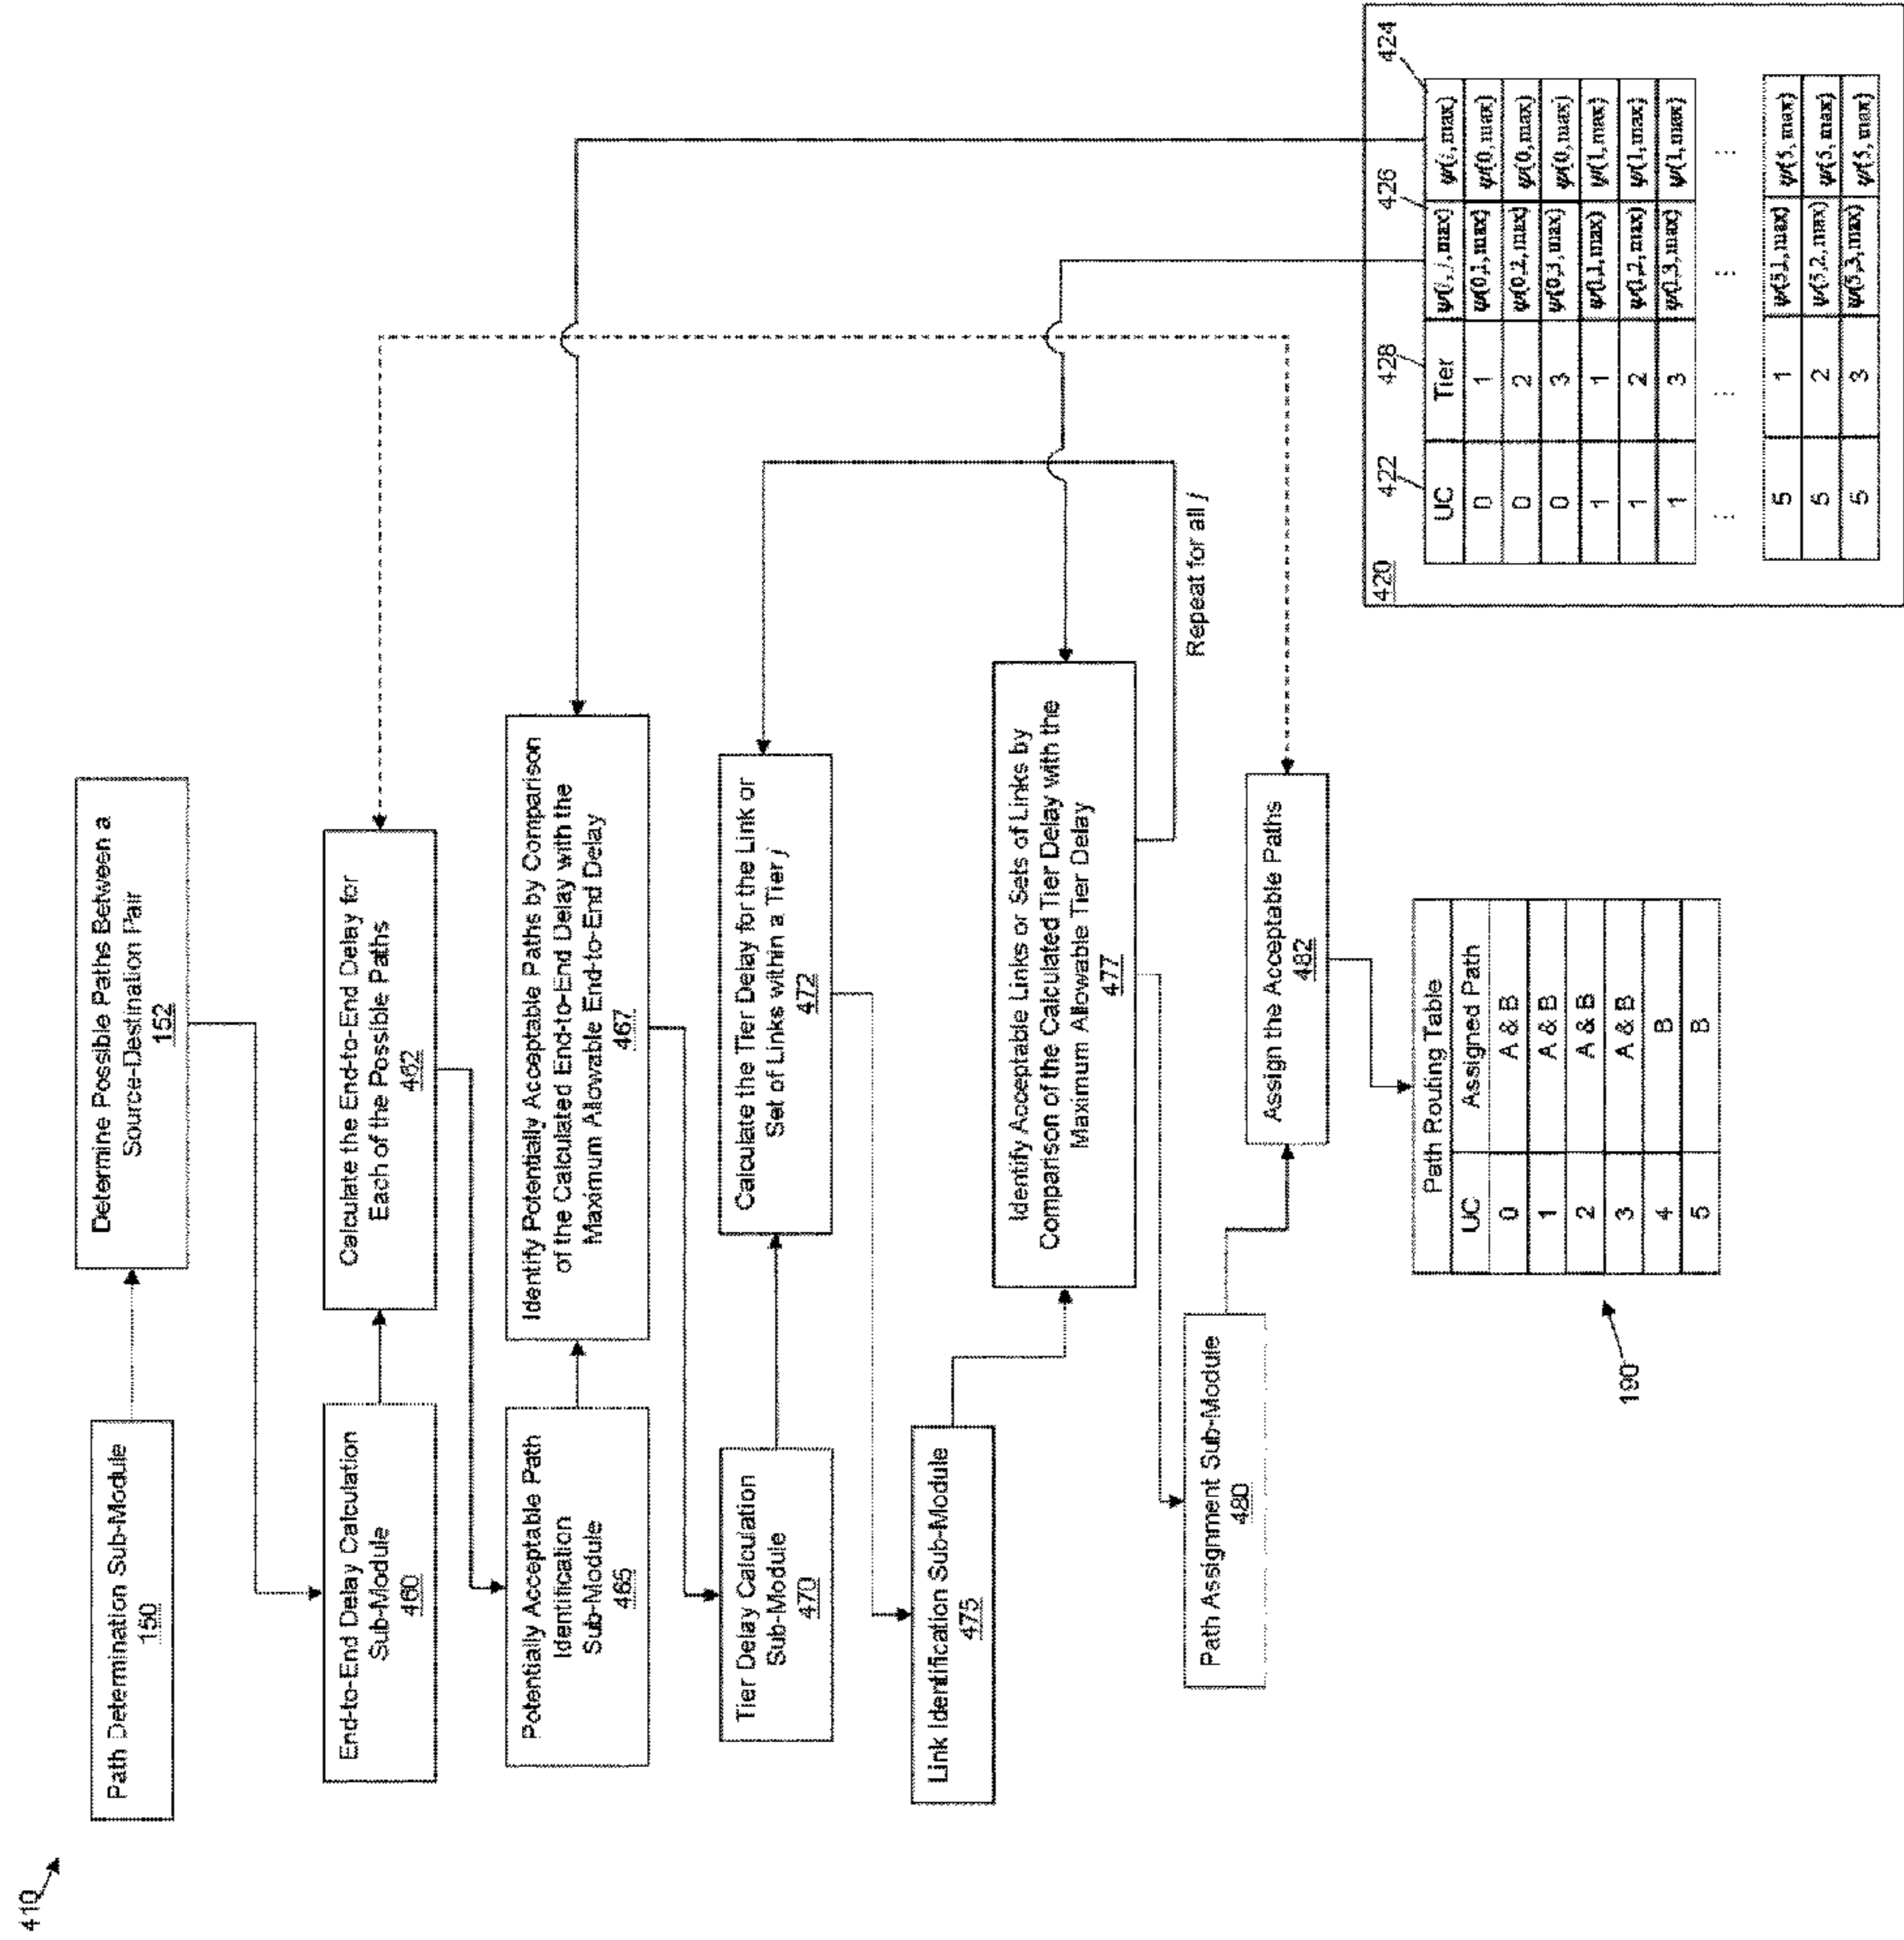 410
Path Determination Sub-Module
150
Determine Possible Paths Between a
Source-Destination Pair
152
End-to-End Delay Calculation
Sub-Module
460
Calculate the End-to-End Delay for
Each of the Possible Paths
462
Potentially Acceptable Path
Identification
Sub-Module
465
Identify Potentially Acceptable Paths by Comparison
of the Calculated End-to-End Delay with the
Maximum Allowable End-to-End Delay
467
Tier Delay Calculation
Sub-Module
470
Calculate the Tier Delay for the Link or
Set of Links within a Tier j
472
Link Identification Sub-Module
475
Identify Acceptable Links or Sets of Links by
Comparison of the Calculated Tier Delay with the
Maximum Allowable Tier Delay
477
Repeat for all j
Path Assignment Sub-Module
480
Assign the Acceptable Paths
482
190
Path Routing Table
UC Assigned Path
0 A & B
1 A & B
2 A & B
3 A & B
4 B
5 B
420
422 428 426 424
UC Tier ψ(i,j,max) ψ(i,max)
0 1 ψ(0,1,max) ψ(0,max)
0 2 ψ(0,2,max) ψ(0,max)
0 3 ψ(0,3,max) ψ(0,max)
1 1 ψ(1,1,max) ψ(1,max)
1 2 ψ(1,2,max) ψ(1,max)
1 3 ψ(1,3,max) ψ(1,max)
5 1 ψ(5,1,max) ψ(5,max)
5 2 ψ(5,2,max) ψ(5,max)
5 3 ψ(5,3,max) ψ(5,max)